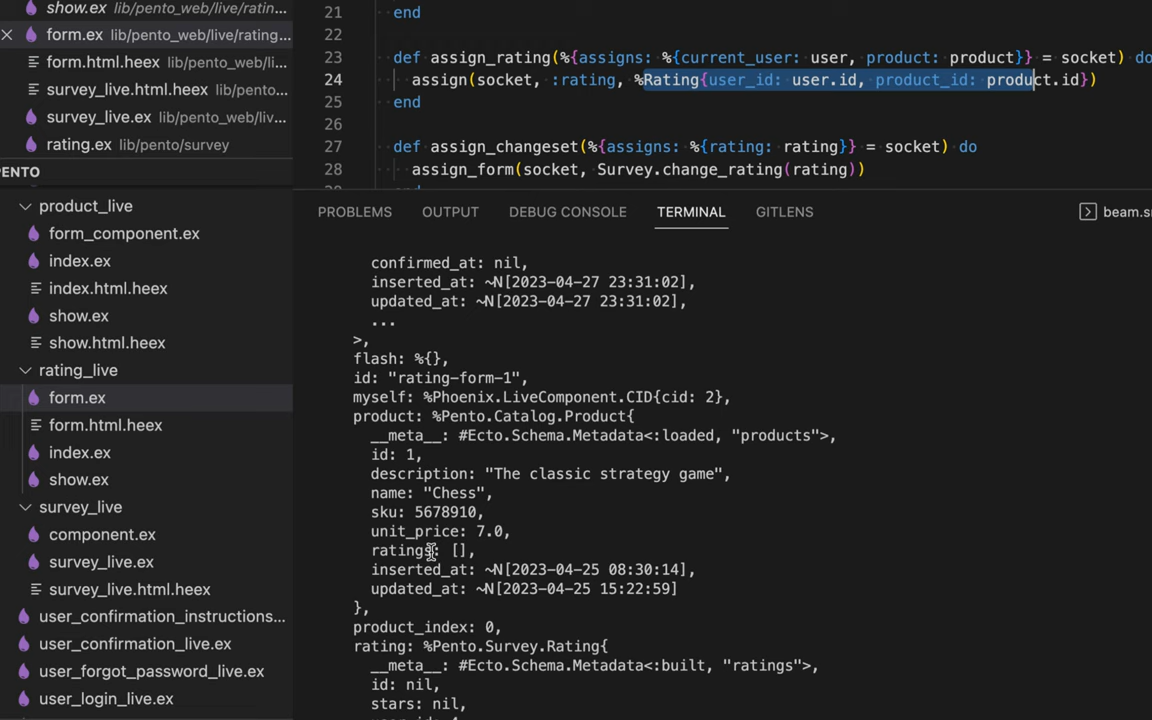 show.ex lib/pento_web/live/rating...
form.ex lib/pento_web/live/rating...
form.html.heex lib/pento_web/li...
survey_live.html.heex lib/pento...
survey_live.ex lib/pento_web/liv...
rating.ex lib/pento/survey
ENTO
product_live
form_component.ex
index.ex
index.html.heex
show.ex
show.html.heex
rating_live
form.ex
form.html.heex
index.ex
show.ex
survey_live
component.ex
survey_live.ex
survey_live.html.heex
user_confirmation_instructions...
user_confirmation_live.ex
user_forgot_password_live.ex
user_login_live.ex
21 end
22
23 def assign_rating(%{assigns: %{current_user: user, product: product}} = socket) do
24 assign(socket, :rating, %Rating{user_id: user.id, product_id: product.id})
25 end
26
27 def assign_changeset(%{assigns: %{rating: rating}} = socket) do
28 assign_form(socket, Survey.change_rating(rating))
PROBLEMS OUTPUT DEBUG CONSOLE TERMINAL GITLENS
beam.s
confirmed_at: nil,
inserted_at: ~N[2023-04-27 23:31:02],
updated_at: ~N[2023-04-27 23:31:02],
...
>,
flash: %{},
id: "rating-form-1",
myself: %Phoenix.LiveComponent.CID{cid: 2},
product: %Pento.Catalog.Product{
__meta__: #Ecto.Schema.Metadata<:loaded, "products">,
id: 1,
description: "The classic strategy game",
name: "Chess",
sku: 5678910,
unit_price: 7.0,
ratings: [],
inserted_at: ~N[2023-04-25 08:30:14],
updated_at: ~N[2023-04-25 15:22:59]
},
product_index: 0,
rating: %Pento.Survey.Rating{
__meta__: #Ecto.Schema.Metadata<:built, "ratings">,
id: nil,
stars: nil,